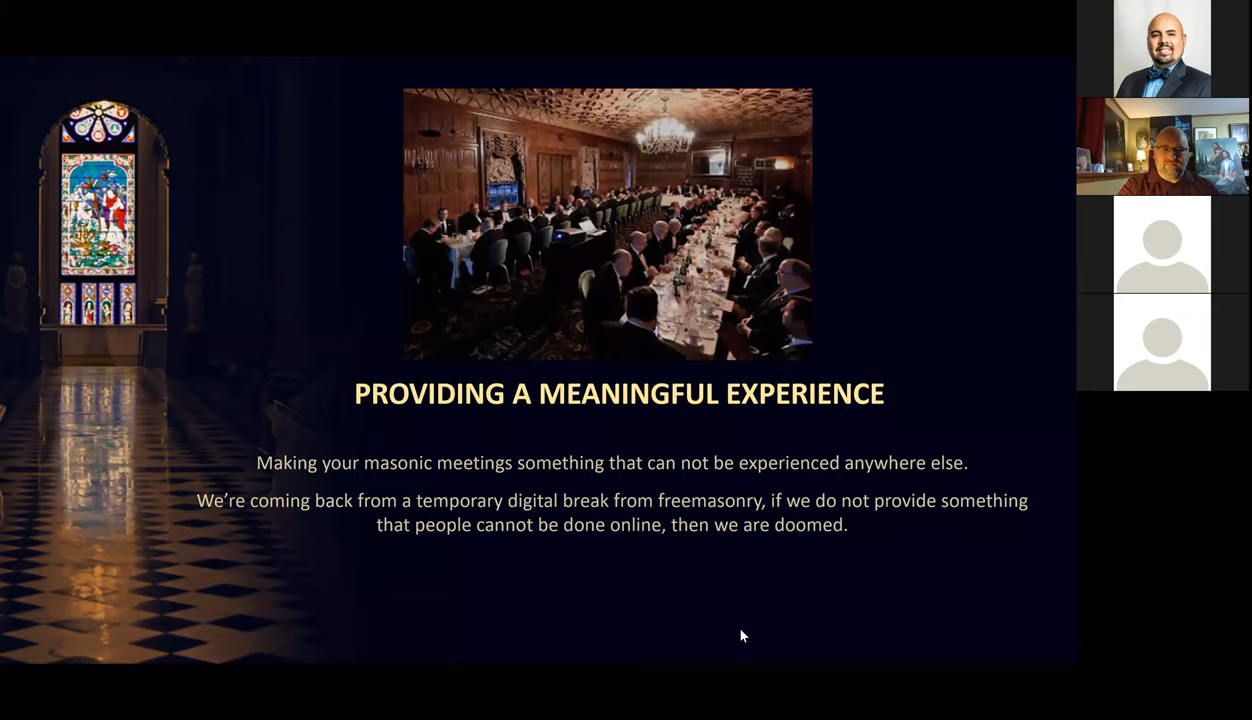 PROVIDING A MEANINGFUL EXPERIENCE
Making your masonic meetings something that can not be experienced anywhere else.
We’re coming back from a temporary digital break from freemasonry, if we do not provide something
that people cannot be done online, then we are doomed.